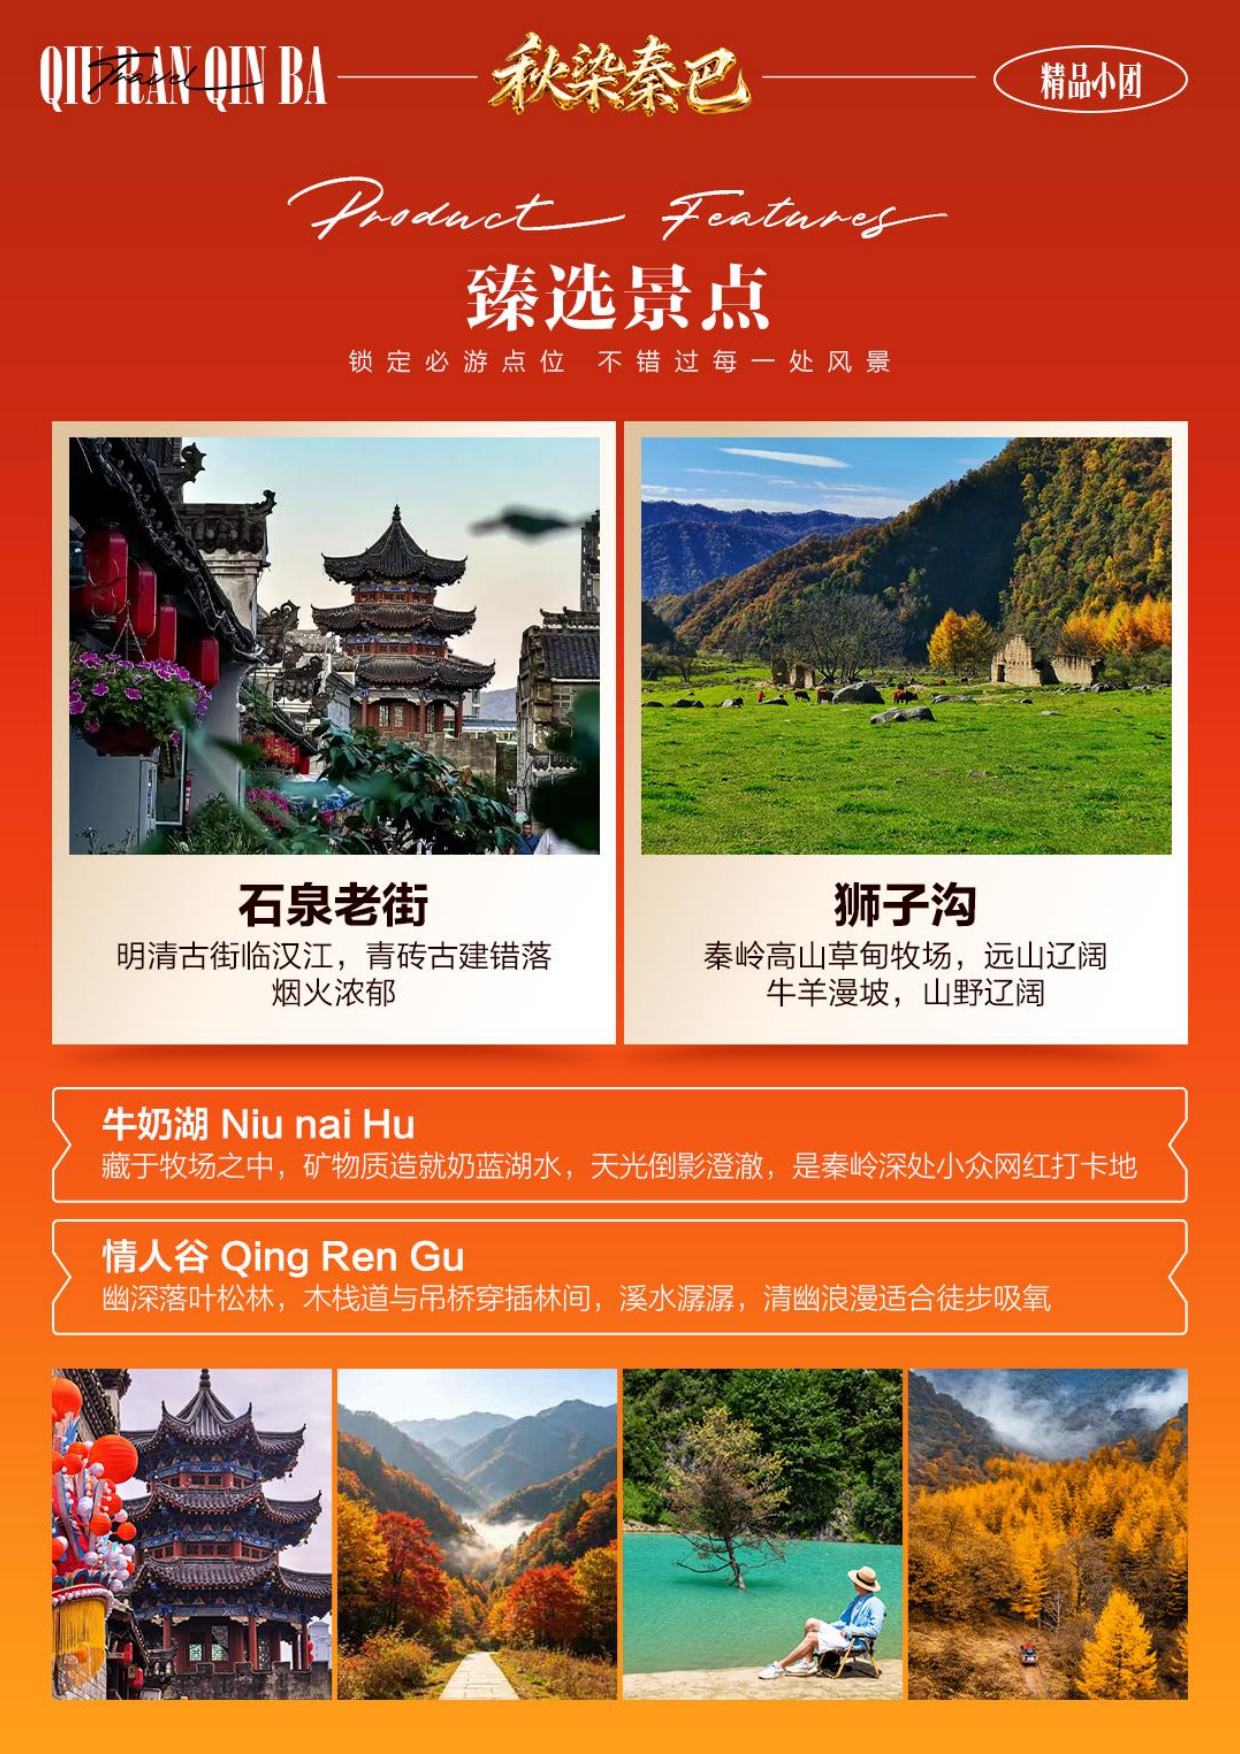 QIU RAN QIN BA
Travel
秋染秦巴
精品小团
Product Features
臻选景点
锁定必游点位 不错过每一处风景
石泉老街
明清古街临汉江，青砖古建错落
烟火浓郁
狮子沟
秦岭高山草甸牧场，远山辽阔
牛羊漫坡，山野辽阔
牛奶湖 Niu nai Hu
藏于牧场之中，矿物质造就奶蓝湖水，天光倒影澄澈，是秦岭深处小众网红打卡地
情人谷 Qing Ren Gu
幽深落叶松林，木栈道与吊桥穿插林间，溪水潺潺，清幽浪漫适合徒步吸氧